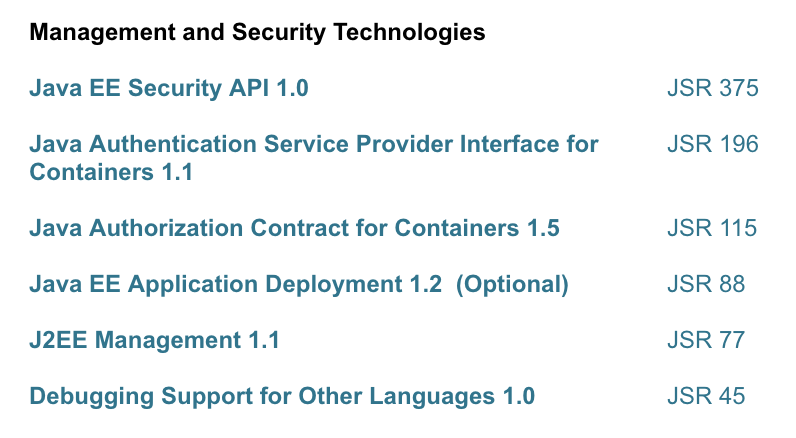 Management and Security Technologies
Java EE Security API 1.0 JSR 375
Java Authentication Service Provider Interface for JSR 196
Containers 1.1
Java Authorization Contract for Containers 1.5 JSR 115
Java EE Application Deployment 1.2  (Optional) JSR 88
J2EE Management 1.1 JSR 77
Debugging Support for Other Languages 1.0 JSR 45